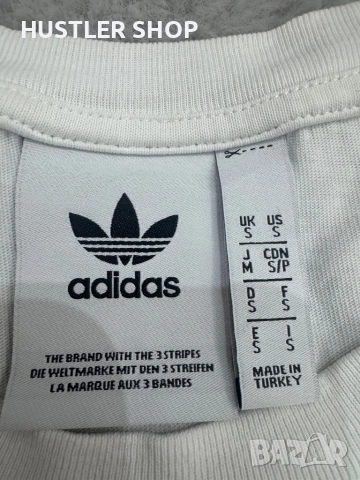 HUSTLER SHOP
adidas
THE BRAND WITH THE 3 STRIPES
DIE WELTMARKE MIT DEN 3 STREIFEN
LA MARQUE AUX 3 BANDES
UK US
S S
J CDN
M S/P
D F
S S
E I
S S
MADE IN
TURKEY
BAZAR